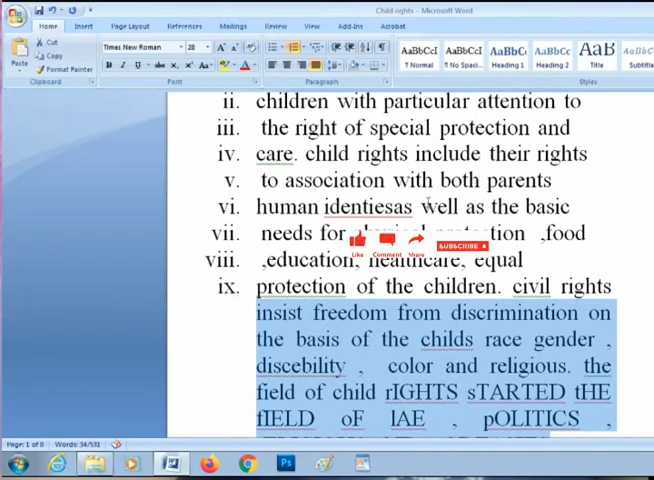 Child rights - Microsoft Word
Home Insert Page Layout References Mailings Review View Add-Ins Acrobat
Paste
Cut
Copy
Format Painter
Clipboard
Times New Roman 28
Font
Paragraph
AaBbCcI AaBbCcI AaBbC AaBbCc AaB AaBbCcD
¶ Normal ¶ No Spaci... Heading 1 Heading 2 Title Subtitle
Styles
ii. children with particular attention to
iii. the right of special protection and
iv. care. child rights include their rights
v. to association with both parents
vi. human identiesas well as the basic
vii. needs for ,food
viii. ,education, healthcare, equal
ix. protection of the children. civil rights
insist freedom from discrimination on
the basis of the childs race gender ,
discebility , color and religious. the
field of child rIGHTS sTARTED tHE
fIELD oF lAE , pOLITICS ,
Like Comment Share SUBSCRIBE
Page: 1 of 8 Words: 34/531